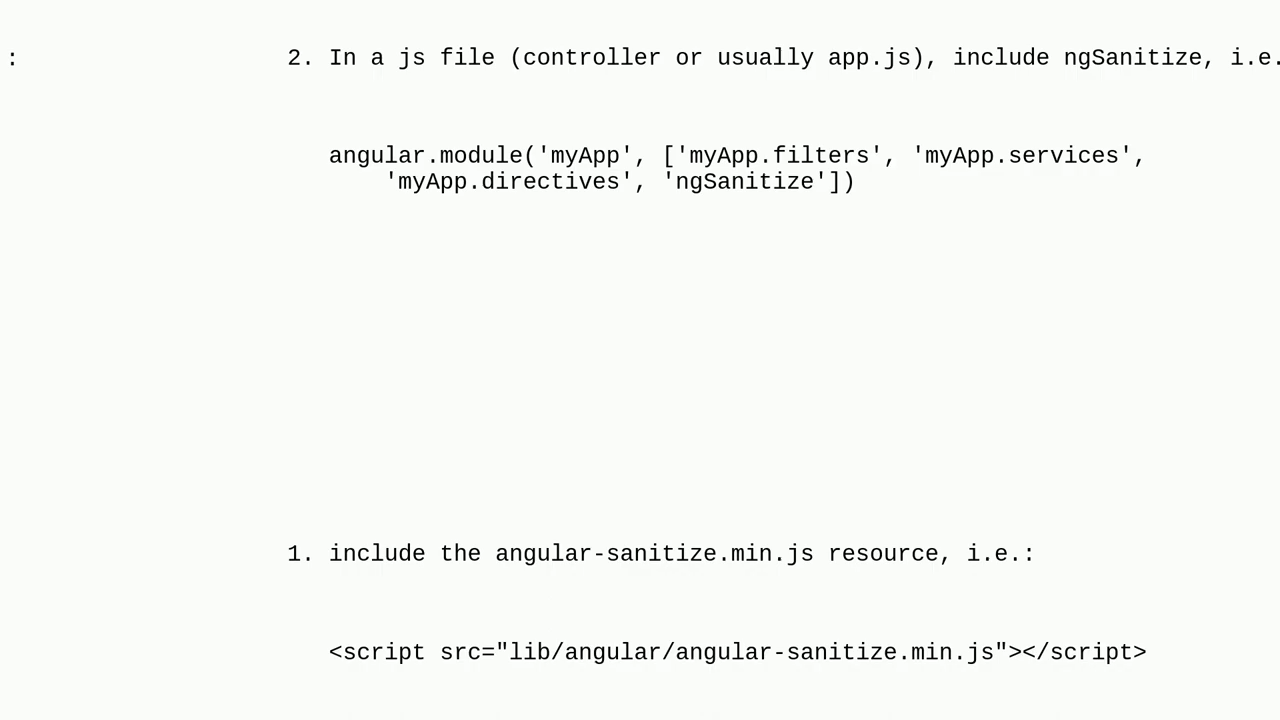 : 2. In a js file (controller or usually app.js), include ngSanitize, i.e.
angular.module('myApp', ['myApp.filters', 'myApp.services',
'myApp.directives', 'ngSanitize'])
1. include the angular-sanitize.min.js resource, i.e.:
<script src="lib/angular/angular-sanitize.min.js"></script>